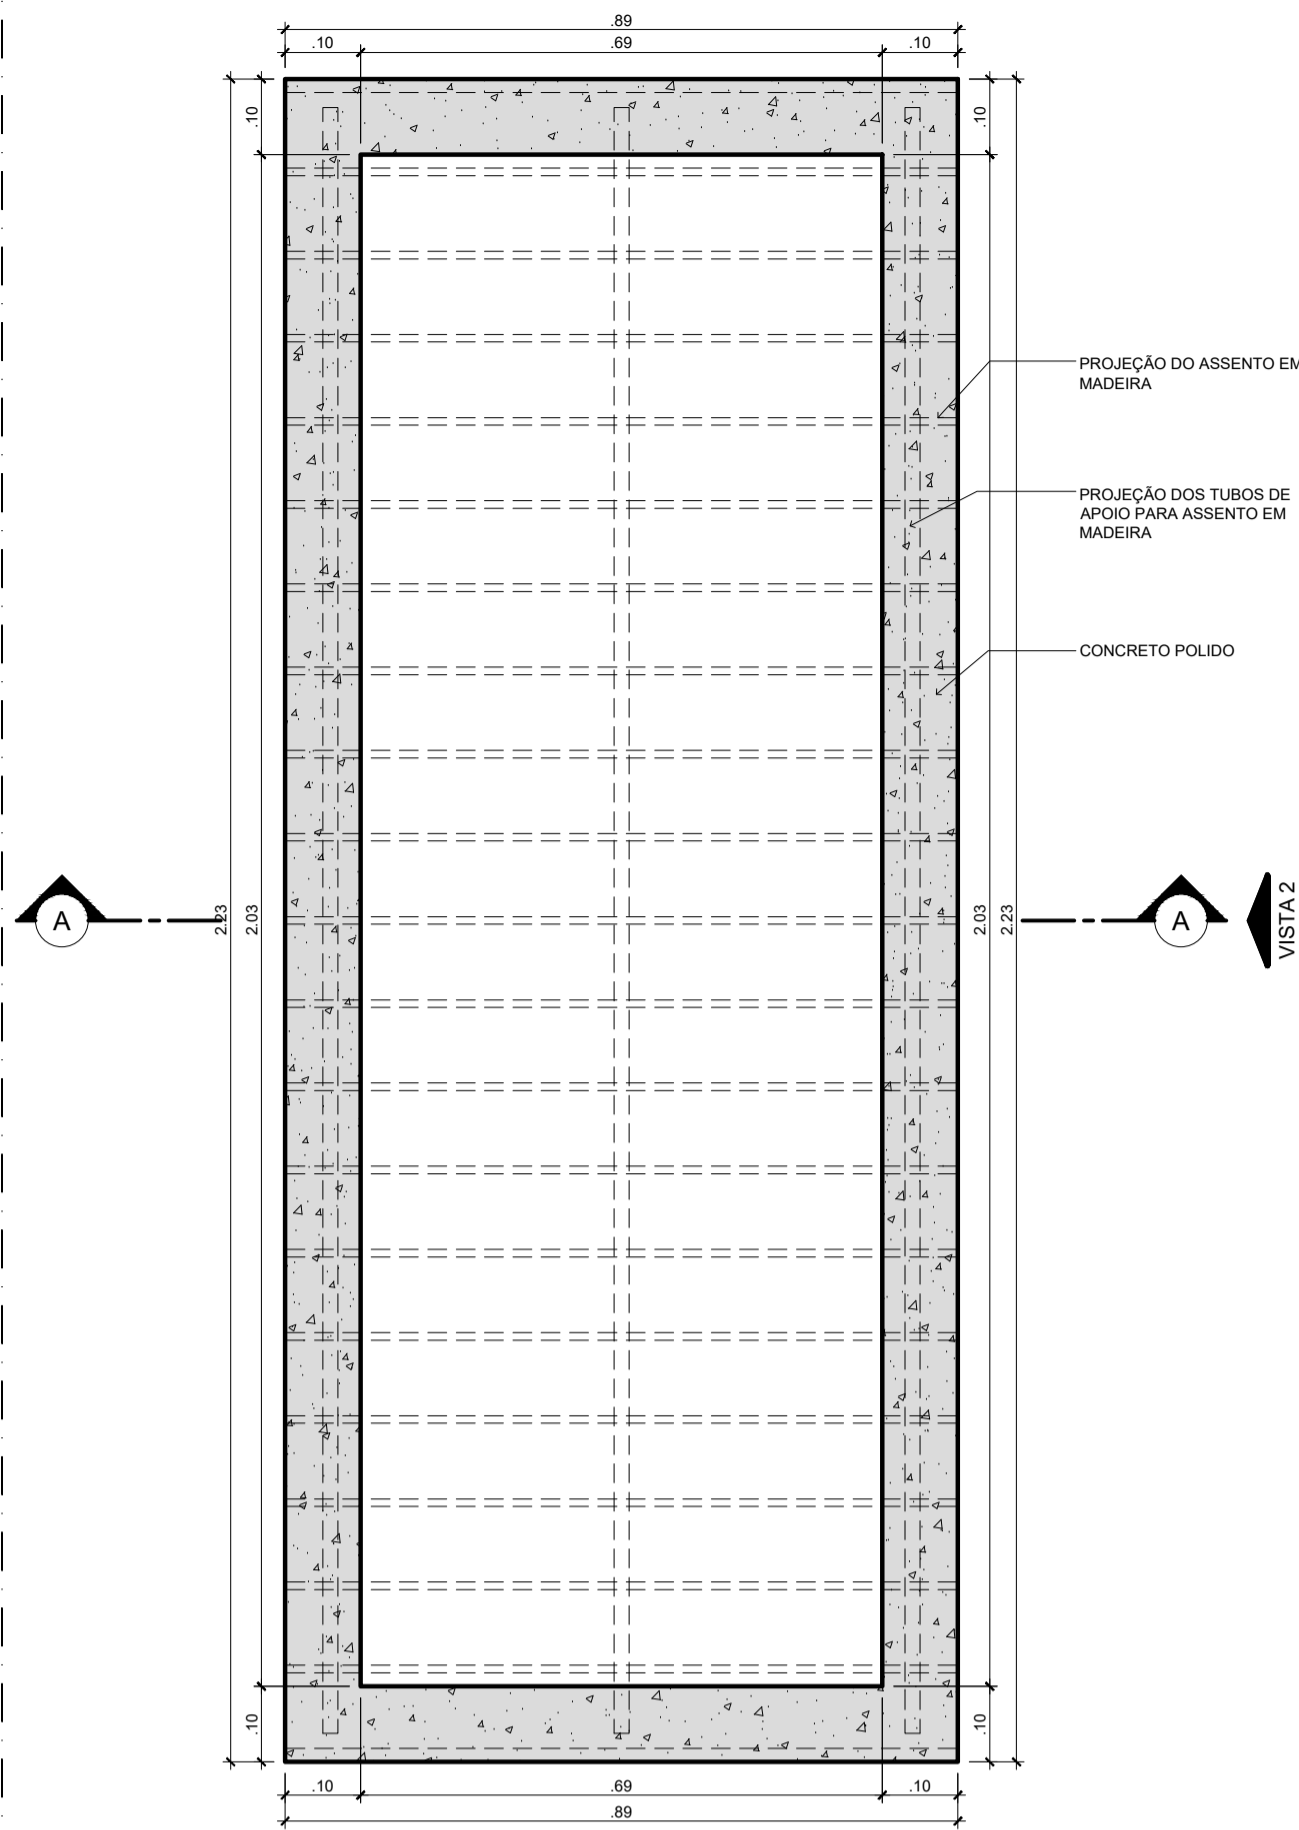 .89
.10
.69
.10
.10
.10
PROJEÇÃO DO ASSENTO EM
MADEIRA
PROJEÇÃO DOS TUBOS DE
APOIO PARA ASSENTO EM
MADEIRA
CONCRETO POLIDO
A
2.23
2.03
2.03
2.23
A
VISTA 2
.10
.10
.10
.69
.10
.89